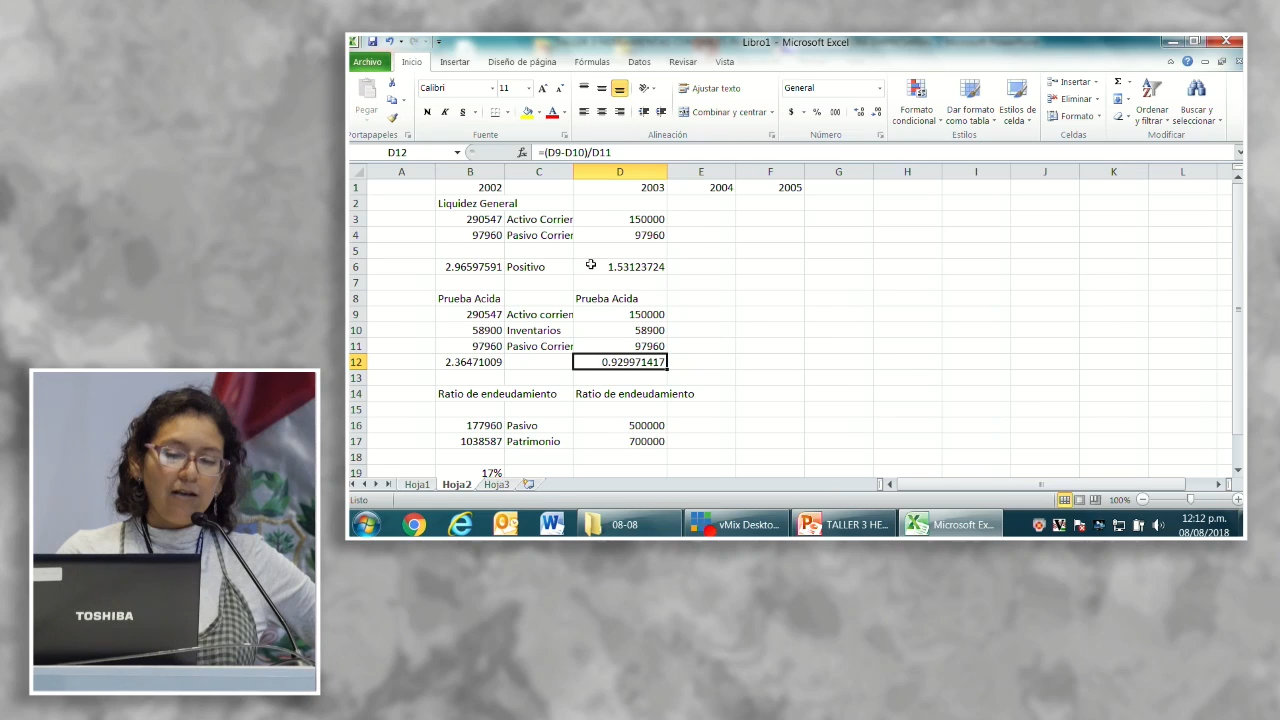 Libro1 - Microsoft Excel
Archivo Inicio Insertar Diseño de página Fórmulas Datos Revisar Vista
Pegar
Calibri 11
N K S
Ajustar texto
Combinar y centrar
General
$ % 000
Formato condicional
Dar formato como tabla
Estilos de celda
Insertar
Eliminar
Formato
Ordenar y filtrar
Buscar y seleccionar
Portapapeles Fuente Alineación Número Estilos Celdas Modificar
D12 fx =(D9-D10)/D11
A B C D E F G H I J K L
1 2002 2003 2004 2005
2 Liquidez General
3 290547 Activo Corrier 150000
4 97960 Pasivo Corrier 97960
5
6 2.96597591 Positivo 1.53123724
7
8 Prueba Acida Prueba Acida
9 290547 Activo corrien 150000
10 58900 Inventarios 58900
11 97960 Pasivo Corrier 97960
12 2.36471009 0.929971417
13
14 Ratio de endeudamiento Ratio de endeudamiento
15
16 177960 Pasivo 500000
17 1038587 Patrimonio 700000
18
19 17%
Hoja1 Hoja2 Hoja3
Listo 100%
08-08 vMix Deskto... TALLER 3 HE... Microsoft Ex...
12:12 p.m.
08/08/2018
TOSHIBA